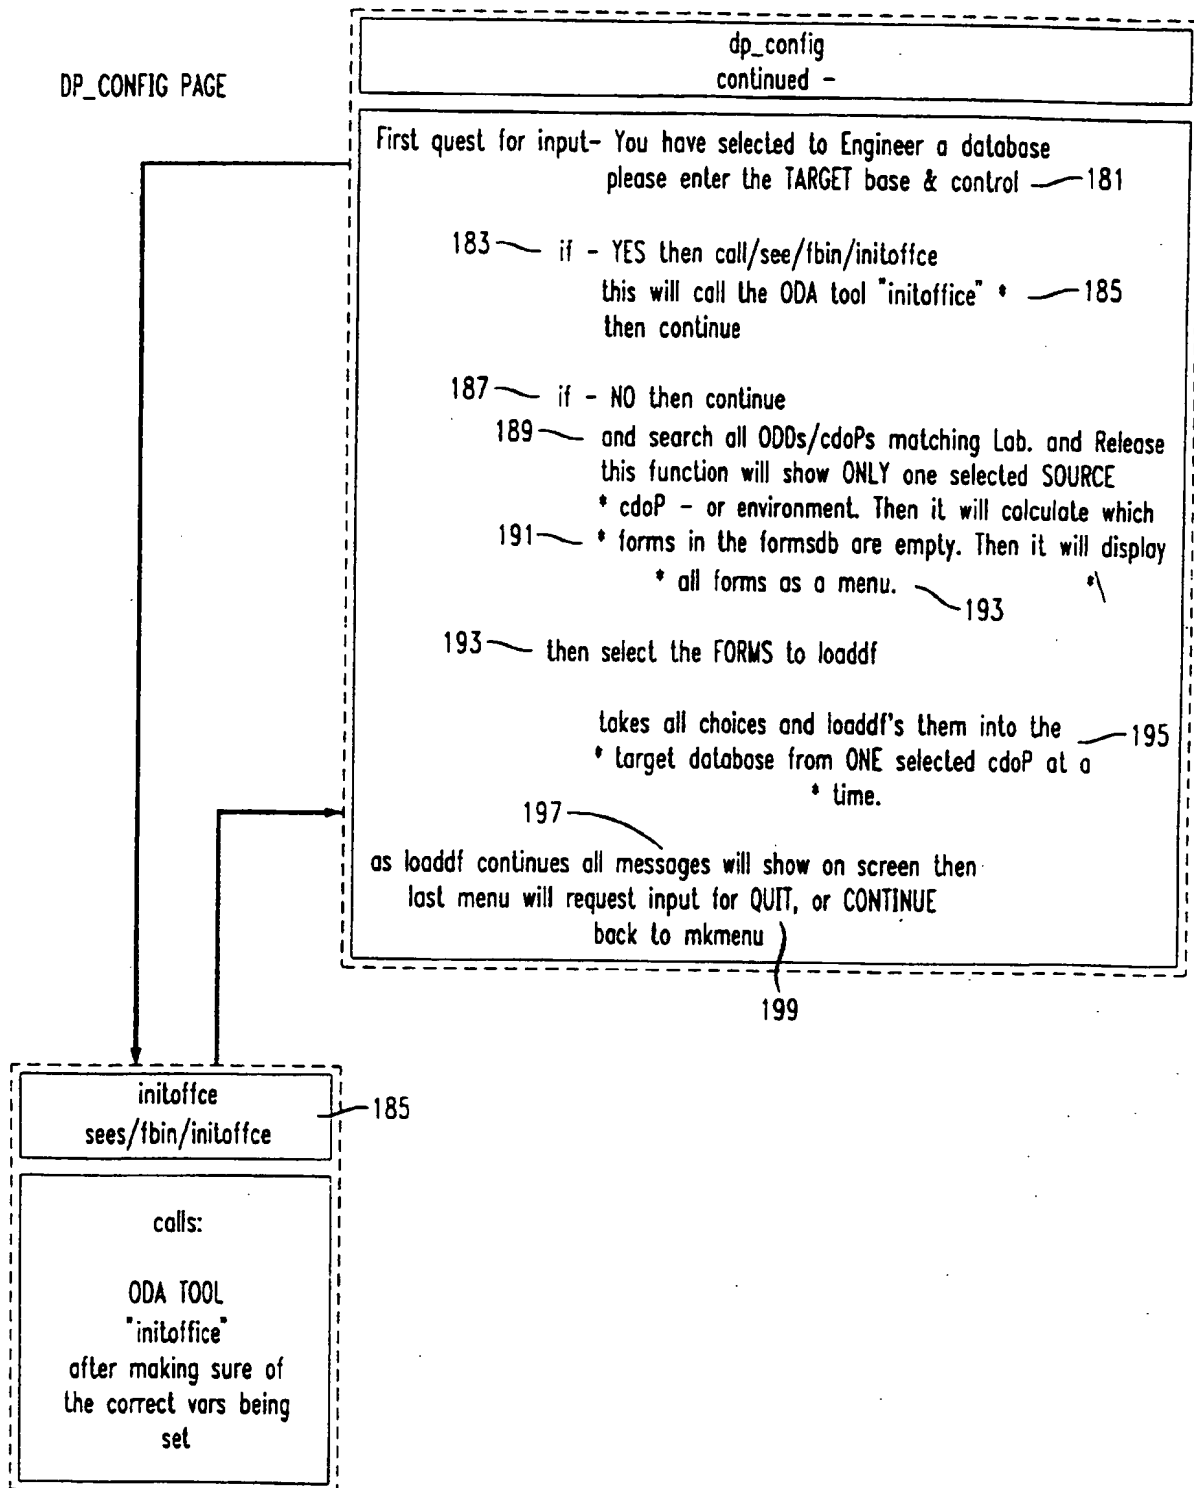 DP_CONFIG PAGE
dp_config
continued -
First quest for input- You have selected to Engineer a database
please enter the TARGET base & control 181
183 if - YES then call/see/fbin/initoffce
this will call the ODA tool "initoffice" * 185
then continue
187 if - NO then continue
189 and search all ODDs/cdoPs matching Lab. and Release
this function will show ONLY one selected SOURCE
* cdoP - or environment. Then it will calculate which
191 * forms in the formsdb are empty. Then it will display
* all forms as a menu. *\
193
193 then select the FORMS to loaddf
takes all choices and loaddf's them into the 195
* target database from ONE selected cdoP at a
* time.
197
as loaddf continues all messages will show on screen then
last menu will request input for QUIT, or CONTINUE
back to mkmenu
199
initoffce
sees/fbin/initoffce
185
calls:
ODA TOOL
"initoffice"
after making sure of
the correct vars being
set